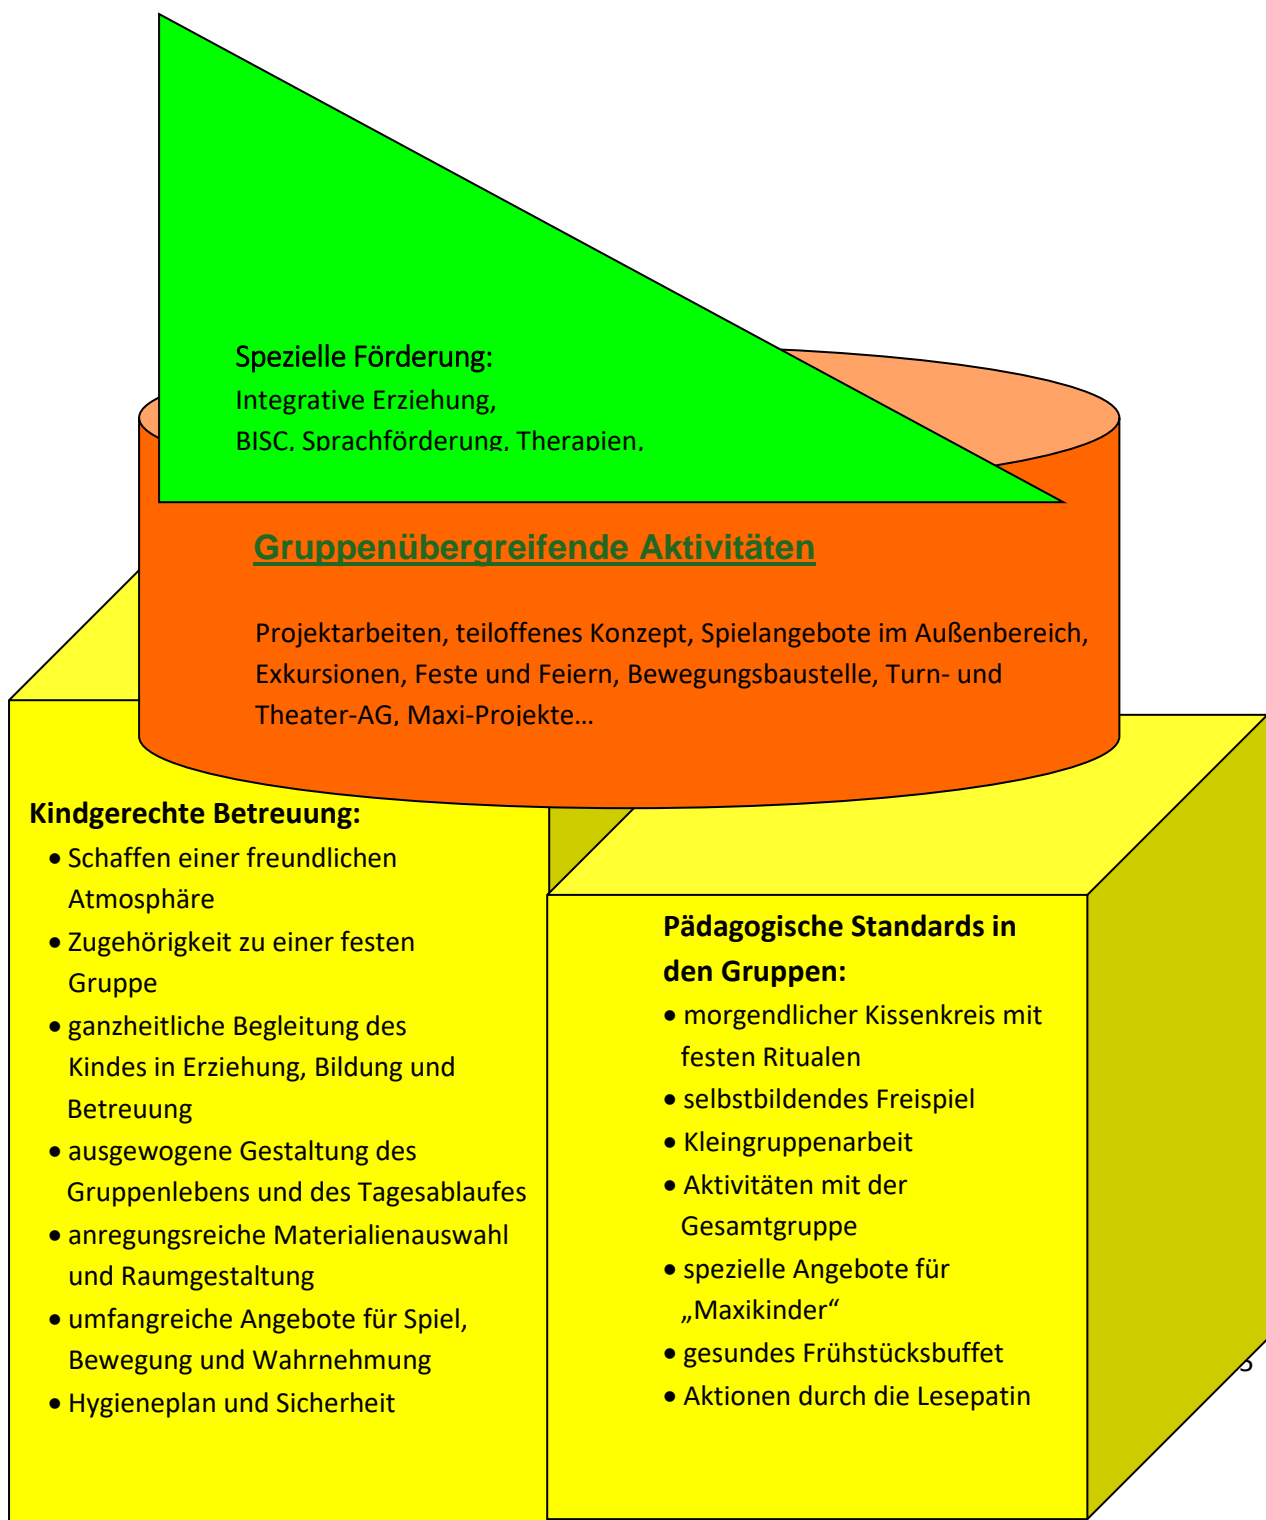 Spezielle Förderung:
Integrative Erziehung,
BISC, Sprachförderung, Therapien,
Gruppenübergreifende Aktivitäten
Projektarbeiten, teiloffenes Konzept, Spielangebote im Außenbereich,
Exkursionen, Feste und Feiern, Bewegungsbaustelle, Turn- und
Theater-AG, Maxi-Projekte...
Kindgerechte Betreuung:
• Schaffen einer freundlichen
Atmosphäre
• Zugehörigkeit zu einer festen
Gruppe
• ganzheitliche Begleitung des
Kindes in Erziehung, Bildung und
Betreuung
• ausgewogene Gestaltung des
Gruppenlebens und des Tagesablaufes
• anregungsreiche Materialienauswahl
und Raumgestaltung
• umfangreiche Angebote für Spiel,
Bewegung und Wahrnehmung
• Hygieneplan und Sicherheit
Pädagogische Standards in
den Gruppen:
• morgendlicher Kissenkreis mit
festen Ritualen
• selbstbildendes Freispiel
• Kleingruppenarbeit
• Aktivitäten mit der
Gesamtgruppe
• spezielle Angebote für
„Maxikinder“
• gesundes Frühstücksbuffet
• Aktionen durch die Lesepatin